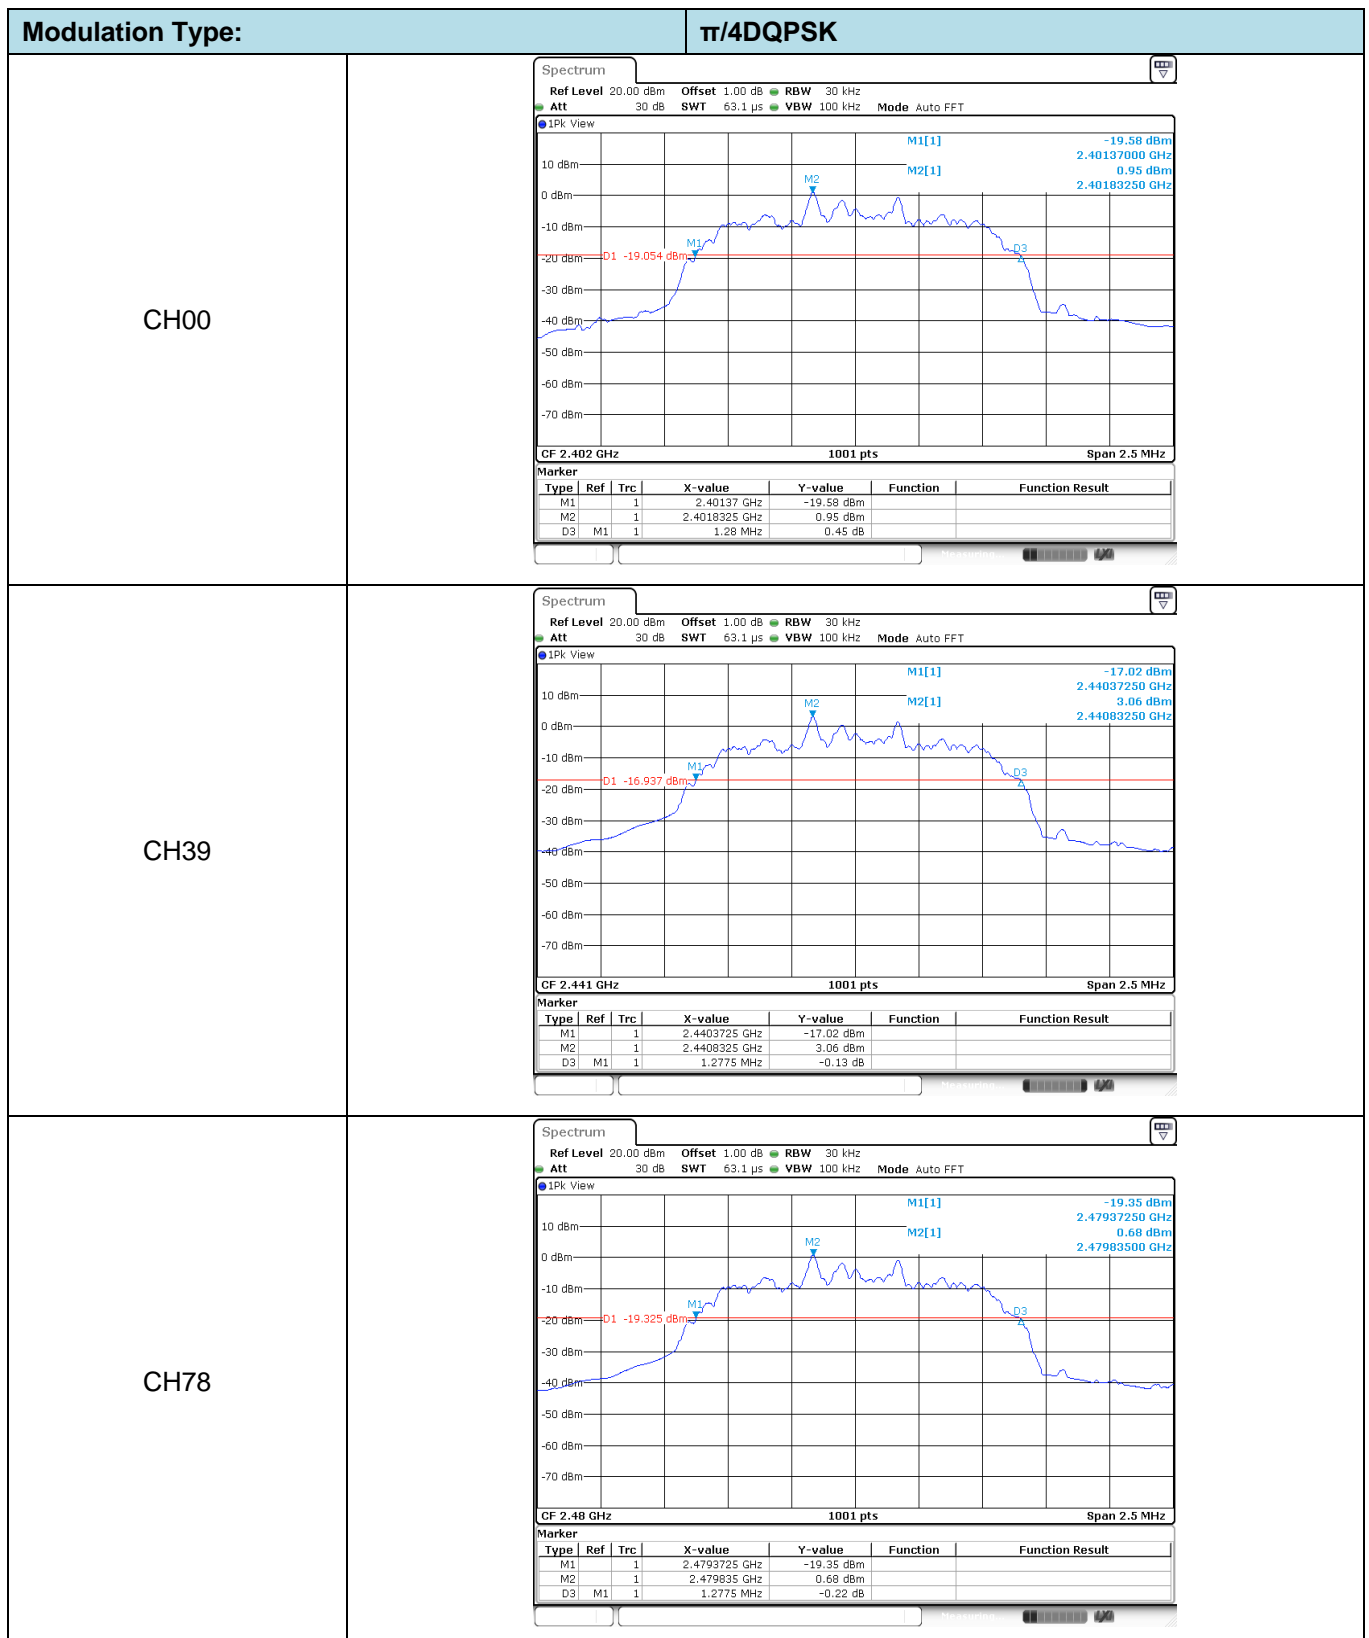 Modulation Type: π/4DQPSK
CH00
Spectrum
Ref Level 20.00 dBm Offset 1.00 dB RBW 30 kHz
Att 30 dB SWT 63.1 µs VBW 100 kHz Mode Auto FFT
1Pk View
M1[1] -19.58 dBm
2.40137000 GHz
10 dBm
M2[1] 0.95 dBm
M2
2.40183250 GHz
0 dBm
-10 dBm
M1
D3
D1 -19.054 dBm
-20 dBm
-30 dBm
-40 dBm
-50 dBm
-60 dBm
-70 dBm
CF 2.402 GHz 1001 pts Span 2.5 MHz
Marker
Type Ref Trc X-value Y-value Function Function Result
M1 1 2.40137 GHz -19.58 dBm
M2 1 2.4018325 GHz 0.95 dBm
D3 M1 1 1.28 MHz 0.45 dB
Measuring...
CH39
Spectrum
Ref Level 20.00 dBm Offset 1.00 dB RBW 30 kHz
Att 30 dB SWT 63.1 µs VBW 100 kHz Mode Auto FFT
1Pk View
M1[1] -17.02 dBm
2.44037250 GHz
10 dBm
M2[1] 3.06 dBm
M2
2.44083250 GHz
0 dBm
-10 dBm
M1
D3
D1 -16.937 dBm
-20 dBm
-30 dBm
-40 dBm
-50 dBm
-60 dBm
-70 dBm
CF 2.441 GHz 1001 pts Span 2.5 MHz
Marker
Type Ref Trc X-value Y-value Function Function Result
M1 1 2.4403725 GHz -17.02 dBm
M2 1 2.4408325 GHz 3.06 dBm
D3 M1 1 1.2775 MHz -0.13 dB
Measuring...
CH78
Spectrum
Ref Level 20.00 dBm Offset 1.00 dB RBW 30 kHz
Att 30 dB SWT 63.1 µs VBW 100 kHz Mode Auto FFT
1Pk View
M1[1] -19.35 dBm
2.47937250 GHz
10 dBm
M2[1] 0.68 dBm
M2
2.47983500 GHz
0 dBm
-10 dBm
M1
D3
D1 -19.325 dBm
-20 dBm
-30 dBm
-40 dBm
-50 dBm
-60 dBm
-70 dBm
CF 2.48 GHz 1001 pts Span 2.5 MHz
Marker
Type Ref Trc X-value Y-value Function Function Result
M1 1 2.4793725 GHz -19.35 dBm
M2 1 2.479835 GHz 0.68 dBm
D3 M1 1 1.2775 MHz -0.22 dB
Measuring...